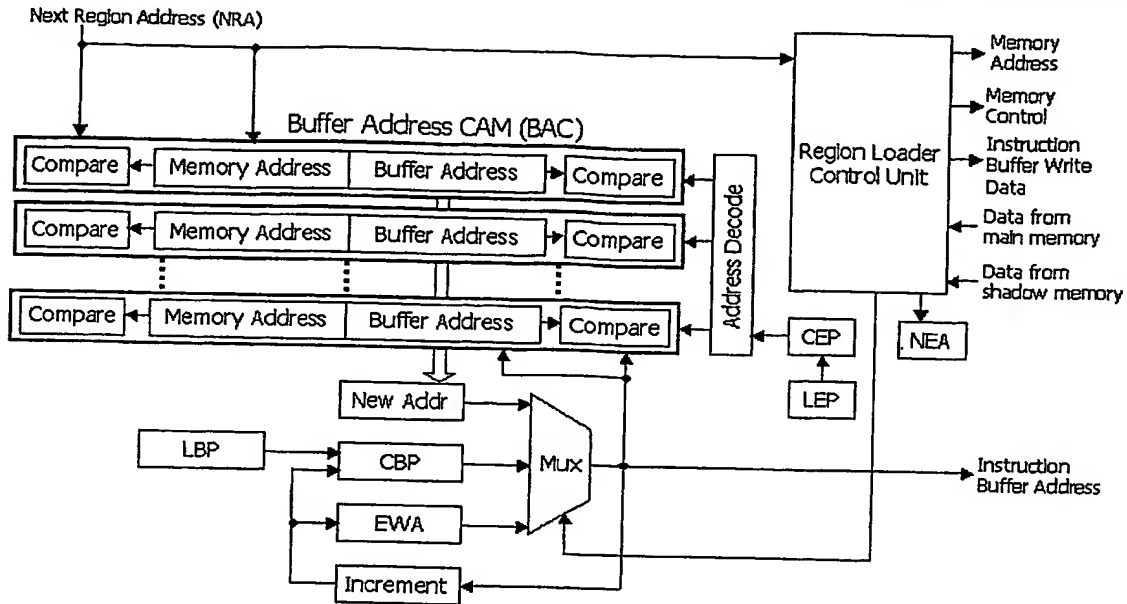 Next Region Address (NRA)
Memory
Address
Memory
Control
Buffer Address CAM (BAC)
Instruction
Buffer Write
Data
Region Loader
Control Unit
Compare
Memory Address
Buffer Address
Compare
Address Decode
Compare
Memory Address
Buffer Address
Compare
Data from
main memory
Data from
shadow memory
Compare
Memory Address
Buffer Address
Compare
CEP
.NEA
LEP
New Addr
LBP
CBP
Mux
Instruction
Buffer Address
EWA
Increment